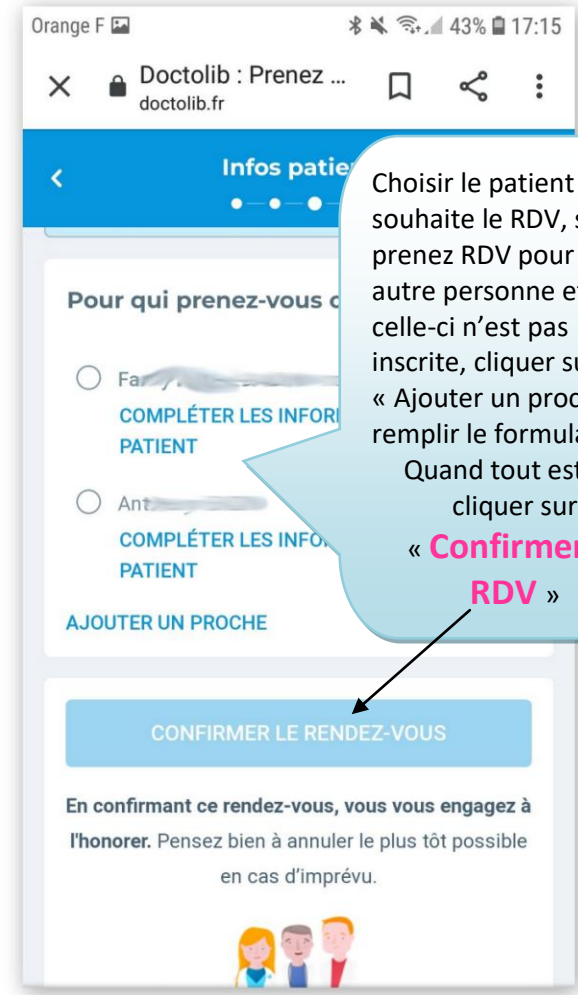 Orange F 43% 17:15
Doctolib : Prenez ...
doctolib.fr
Infos patie
Choisir le patient
souhaite le RDV, s
prenez RDV pour
autre personne et
celle-ci n’est pas
inscrite, cliquer su
« Ajouter un proc
remplir le formula
Quand tout est
cliquer sur
« Confirmer
RDV »
Pour qui prenez-vous c
Fa
COMPLÉTER LES INFOR
PATIENT
Ant
COMPLÉTER LES INFO
PATIENT
AJOUTER UN PROCHE
CONFIRMER LE RENDEZ-VOUS
En confirmant ce rendez-vous, vous vous engagez à
l'honorer. Pensez bien à annuler le plus tôt possible
en cas d'imprévu.